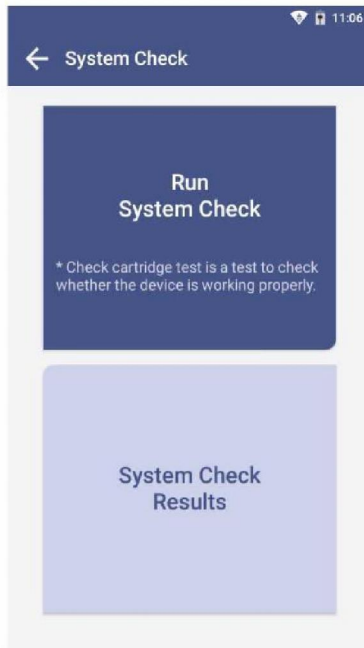 11:06
System Check
Run
System Check
* Check cartridge test is a test to check
whether the device is working properly.
System Check
Results